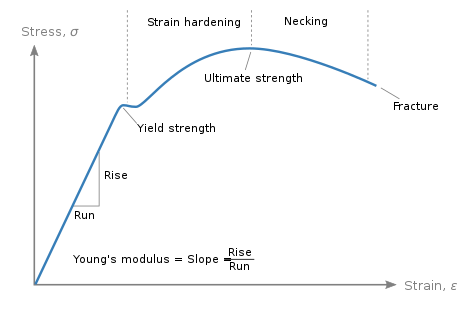 Strain hardening
Necking
Stress, σ
Ultimate strength
Fracture
Yield strength
Rise
Run
Young's modulus = Slope = Rise
Run
Strain, ε